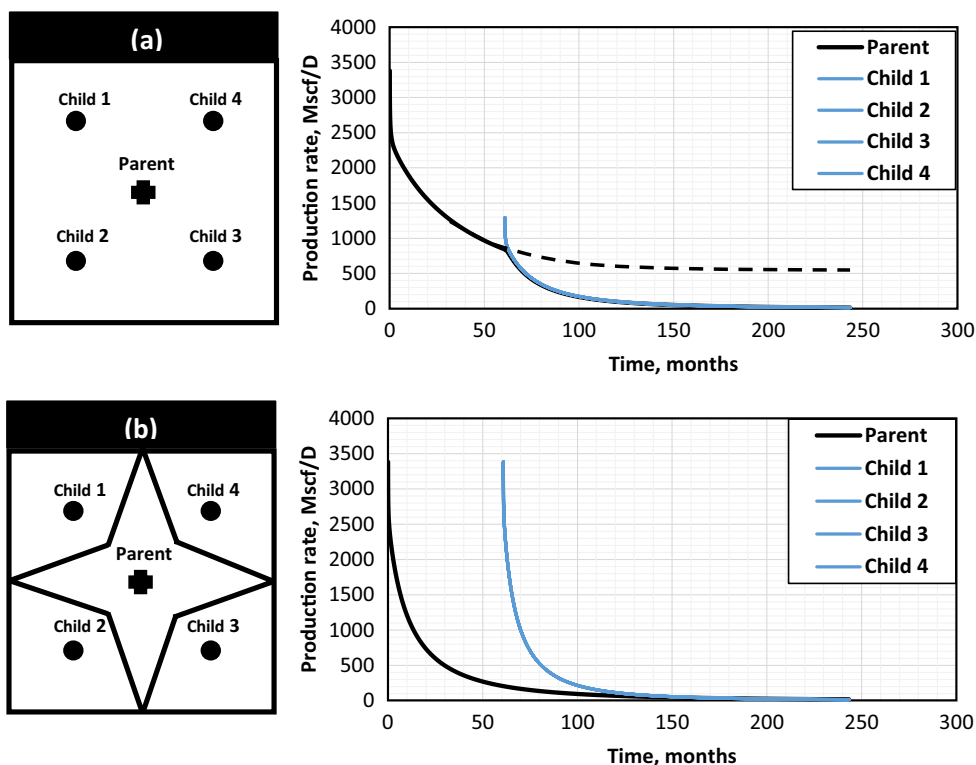 (a)
Child 1
Child 4
Parent
Child 2
Child 3
Production rate, Mscf/D
4000
3500
3000
2500
2000
1500
1000
500
0
0 50 100 150 200 250 300
Time, months
Parent
Child 1
Child 2
Child 3
Child 4
(b)
Child 1
Child 4
Parent
Child 2
Child 3
Production rate, Mscf/D
4000
3500
3000
2500
2000
1500
1000
500
0
0 50 100 150 200 250 300
Time, months
Parent
Child 1
Child 2
Child 3
Child 4